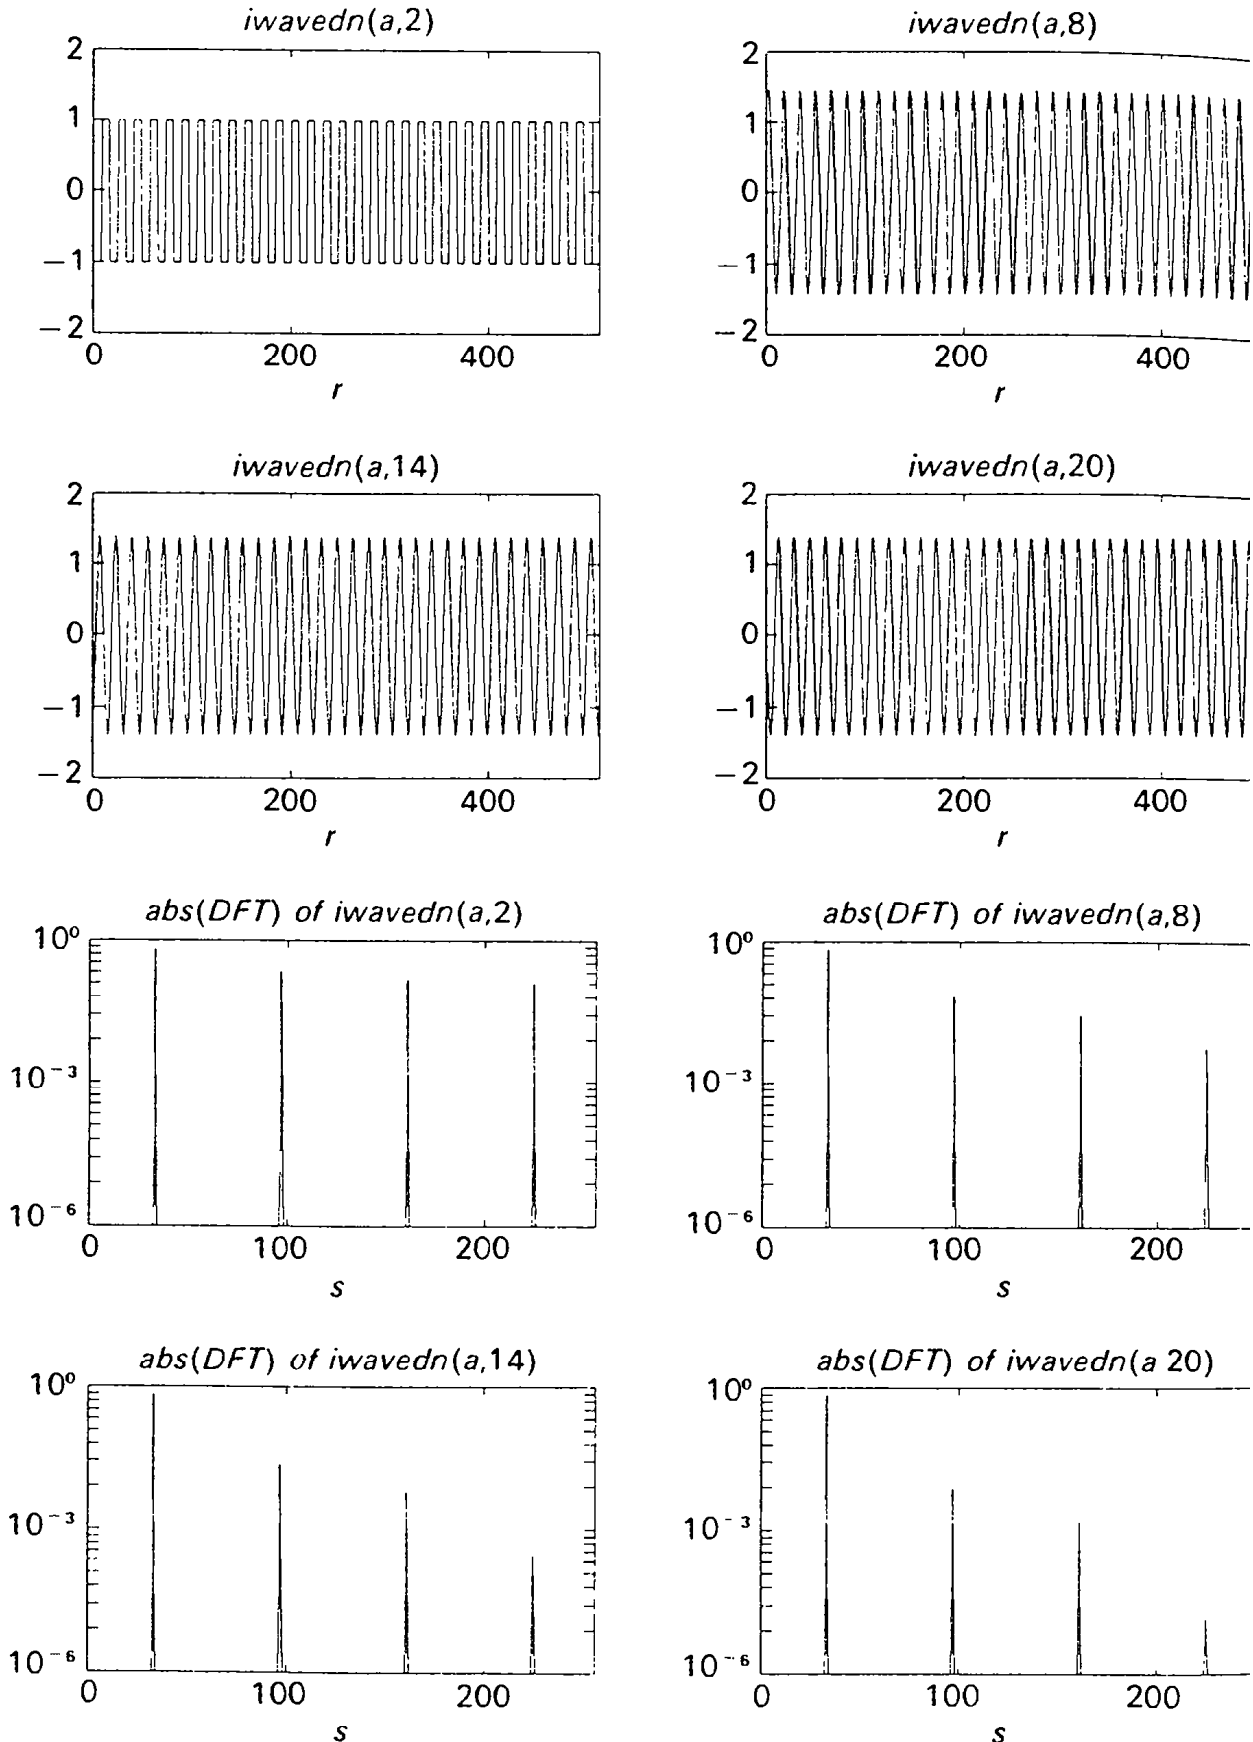 iwavedn(a,2)
2
1
0
−1
−2
0 200 400
r
iwavedn(a,8)
2
1
0
−1
−2
0 200 400
r
iwavedn(a,14)
2
1
0
−1
−2
0 200 400
r
iwavedn(a,20)
2
1
0
−1
−2
0 200 400
r
abs(DFT) of iwavedn(a,2)
10⁰
10⁻³
10⁻⁶
0 100 200
s
abs(DFT) of iwavedn(a,8)
10⁰
10⁻³
10⁻⁶
0 100 200
s
abs(DFT) of iwavedn(a,14)
10⁰
10⁻³
10⁻⁶
0 100 200
s
abs(DFT) of iwavedn(a 20)
10⁰
10⁻³
10⁻⁶
0 100 200
s